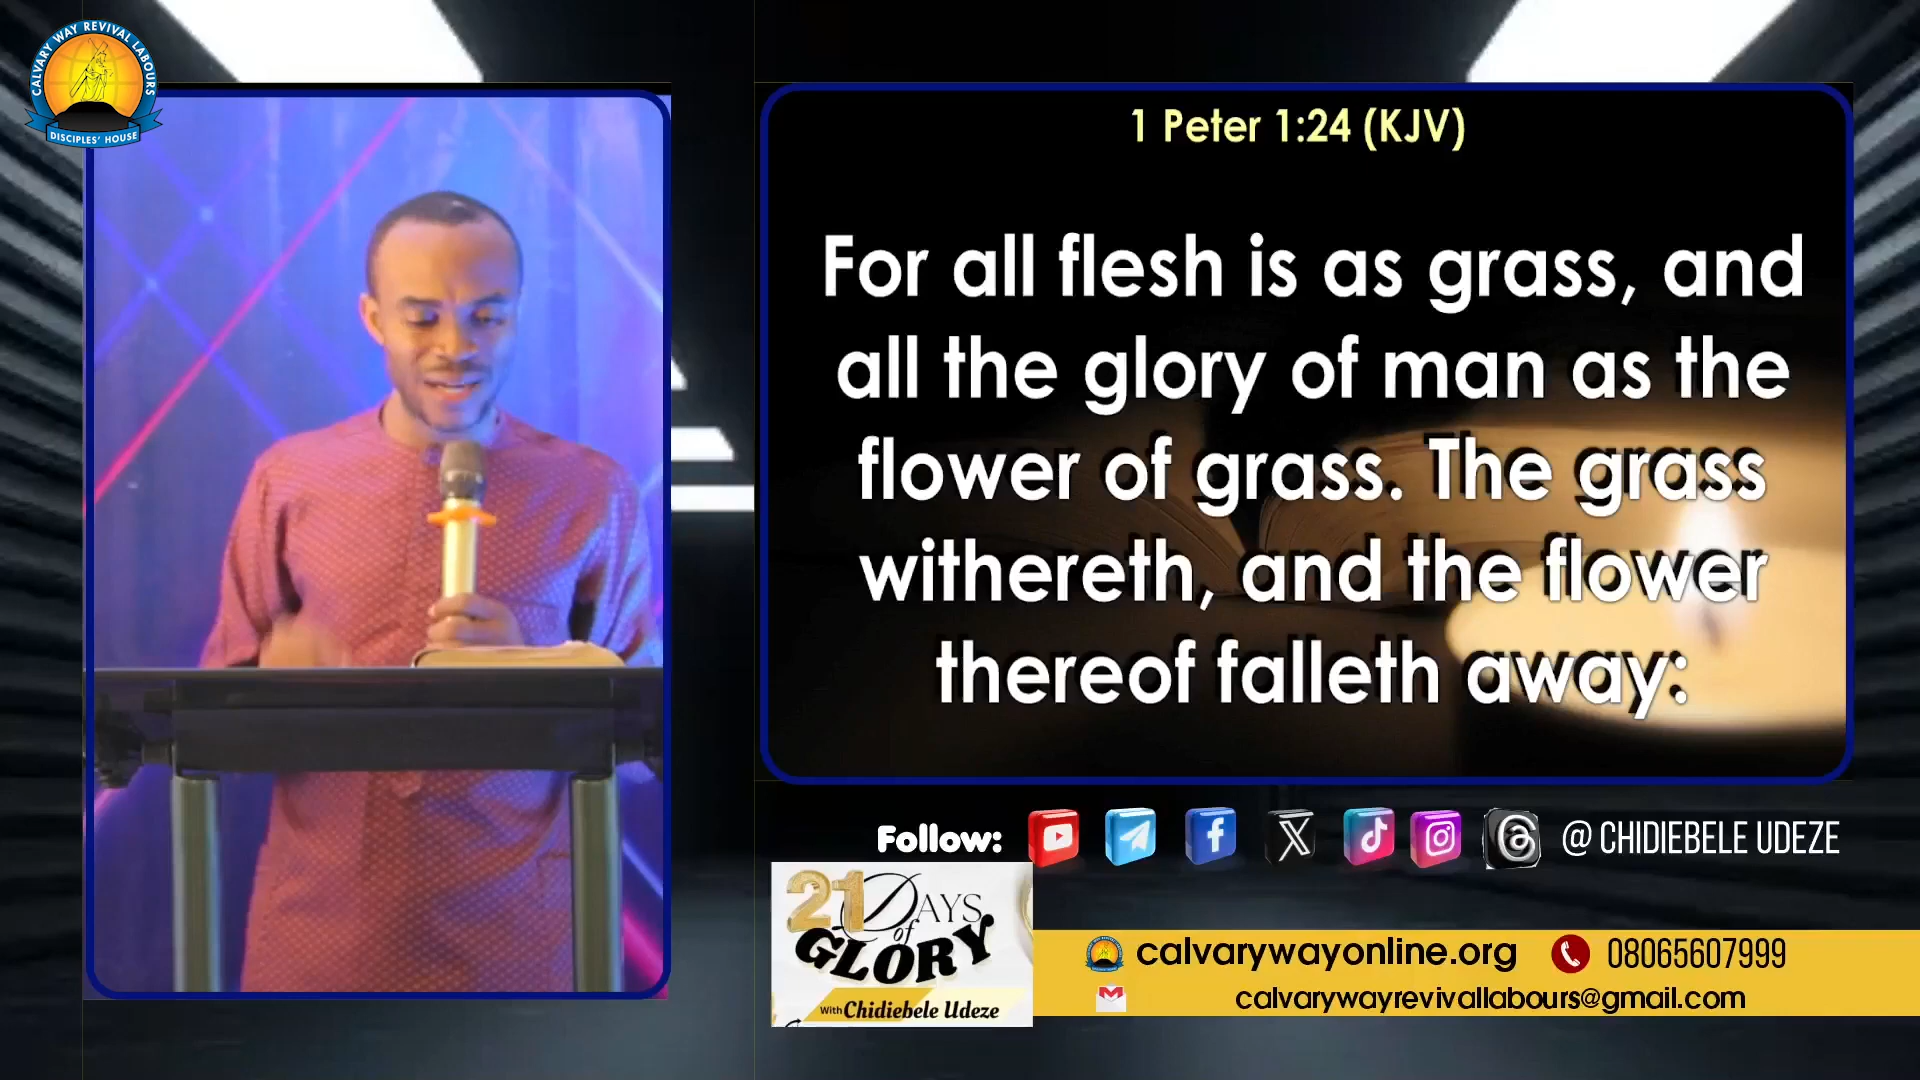 CALVARY WAY REVIVAL LABOURS
DISCIPLES' HOUSE
1 Peter 1:24 (KJV)
For all flesh is as grass, and
all the glory of man as the
flower of grass. The grass
withereth, and the flower
thereof falleth away:
Follow:
@ CHIDIEBELE UDEZE
21 DAYS
of
GLORY
With Chidiebele Udeze
calvarywayonline.org
08065607999
calvarywayrevivallabours@gmail.com